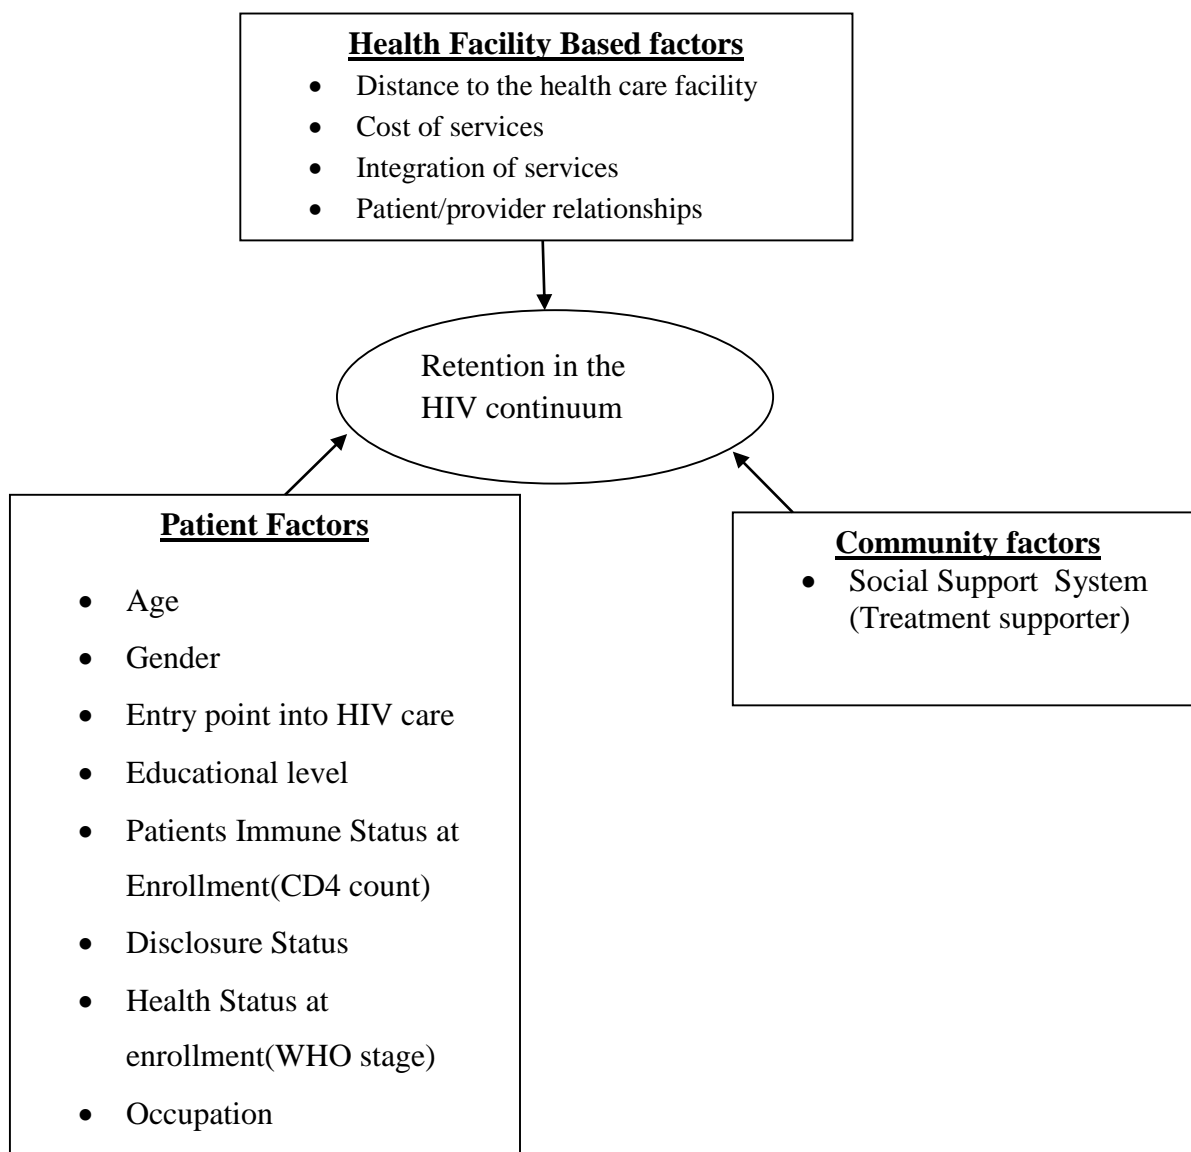 Health Facility Based factors
• Distance to the health care facility
• Cost of services
• Integration of services
• Patient/provider relationships
Retention in the
HIV continuum
Patient Factors
• Age
• Gender
• Entry point into HIV care
• Educational level
• Patients Immune Status at
Enrollment(CD4 count)
• Disclosure Status
• Health Status at
enrollment(WHO stage)
• Occupation
Community factors
• Social Support  System
(Treatment supporter)